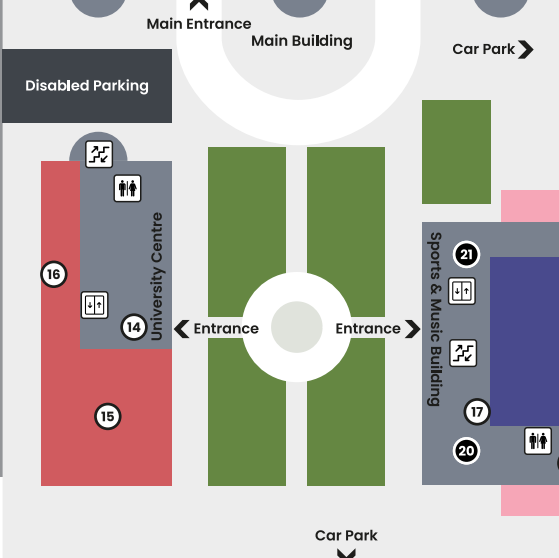 Main Entrance
Main Building
Car Park
Disabled Parking
University Centre
16
14
15
Entrance
Entrance
Sports & Music Building
21
17
20
Car Park